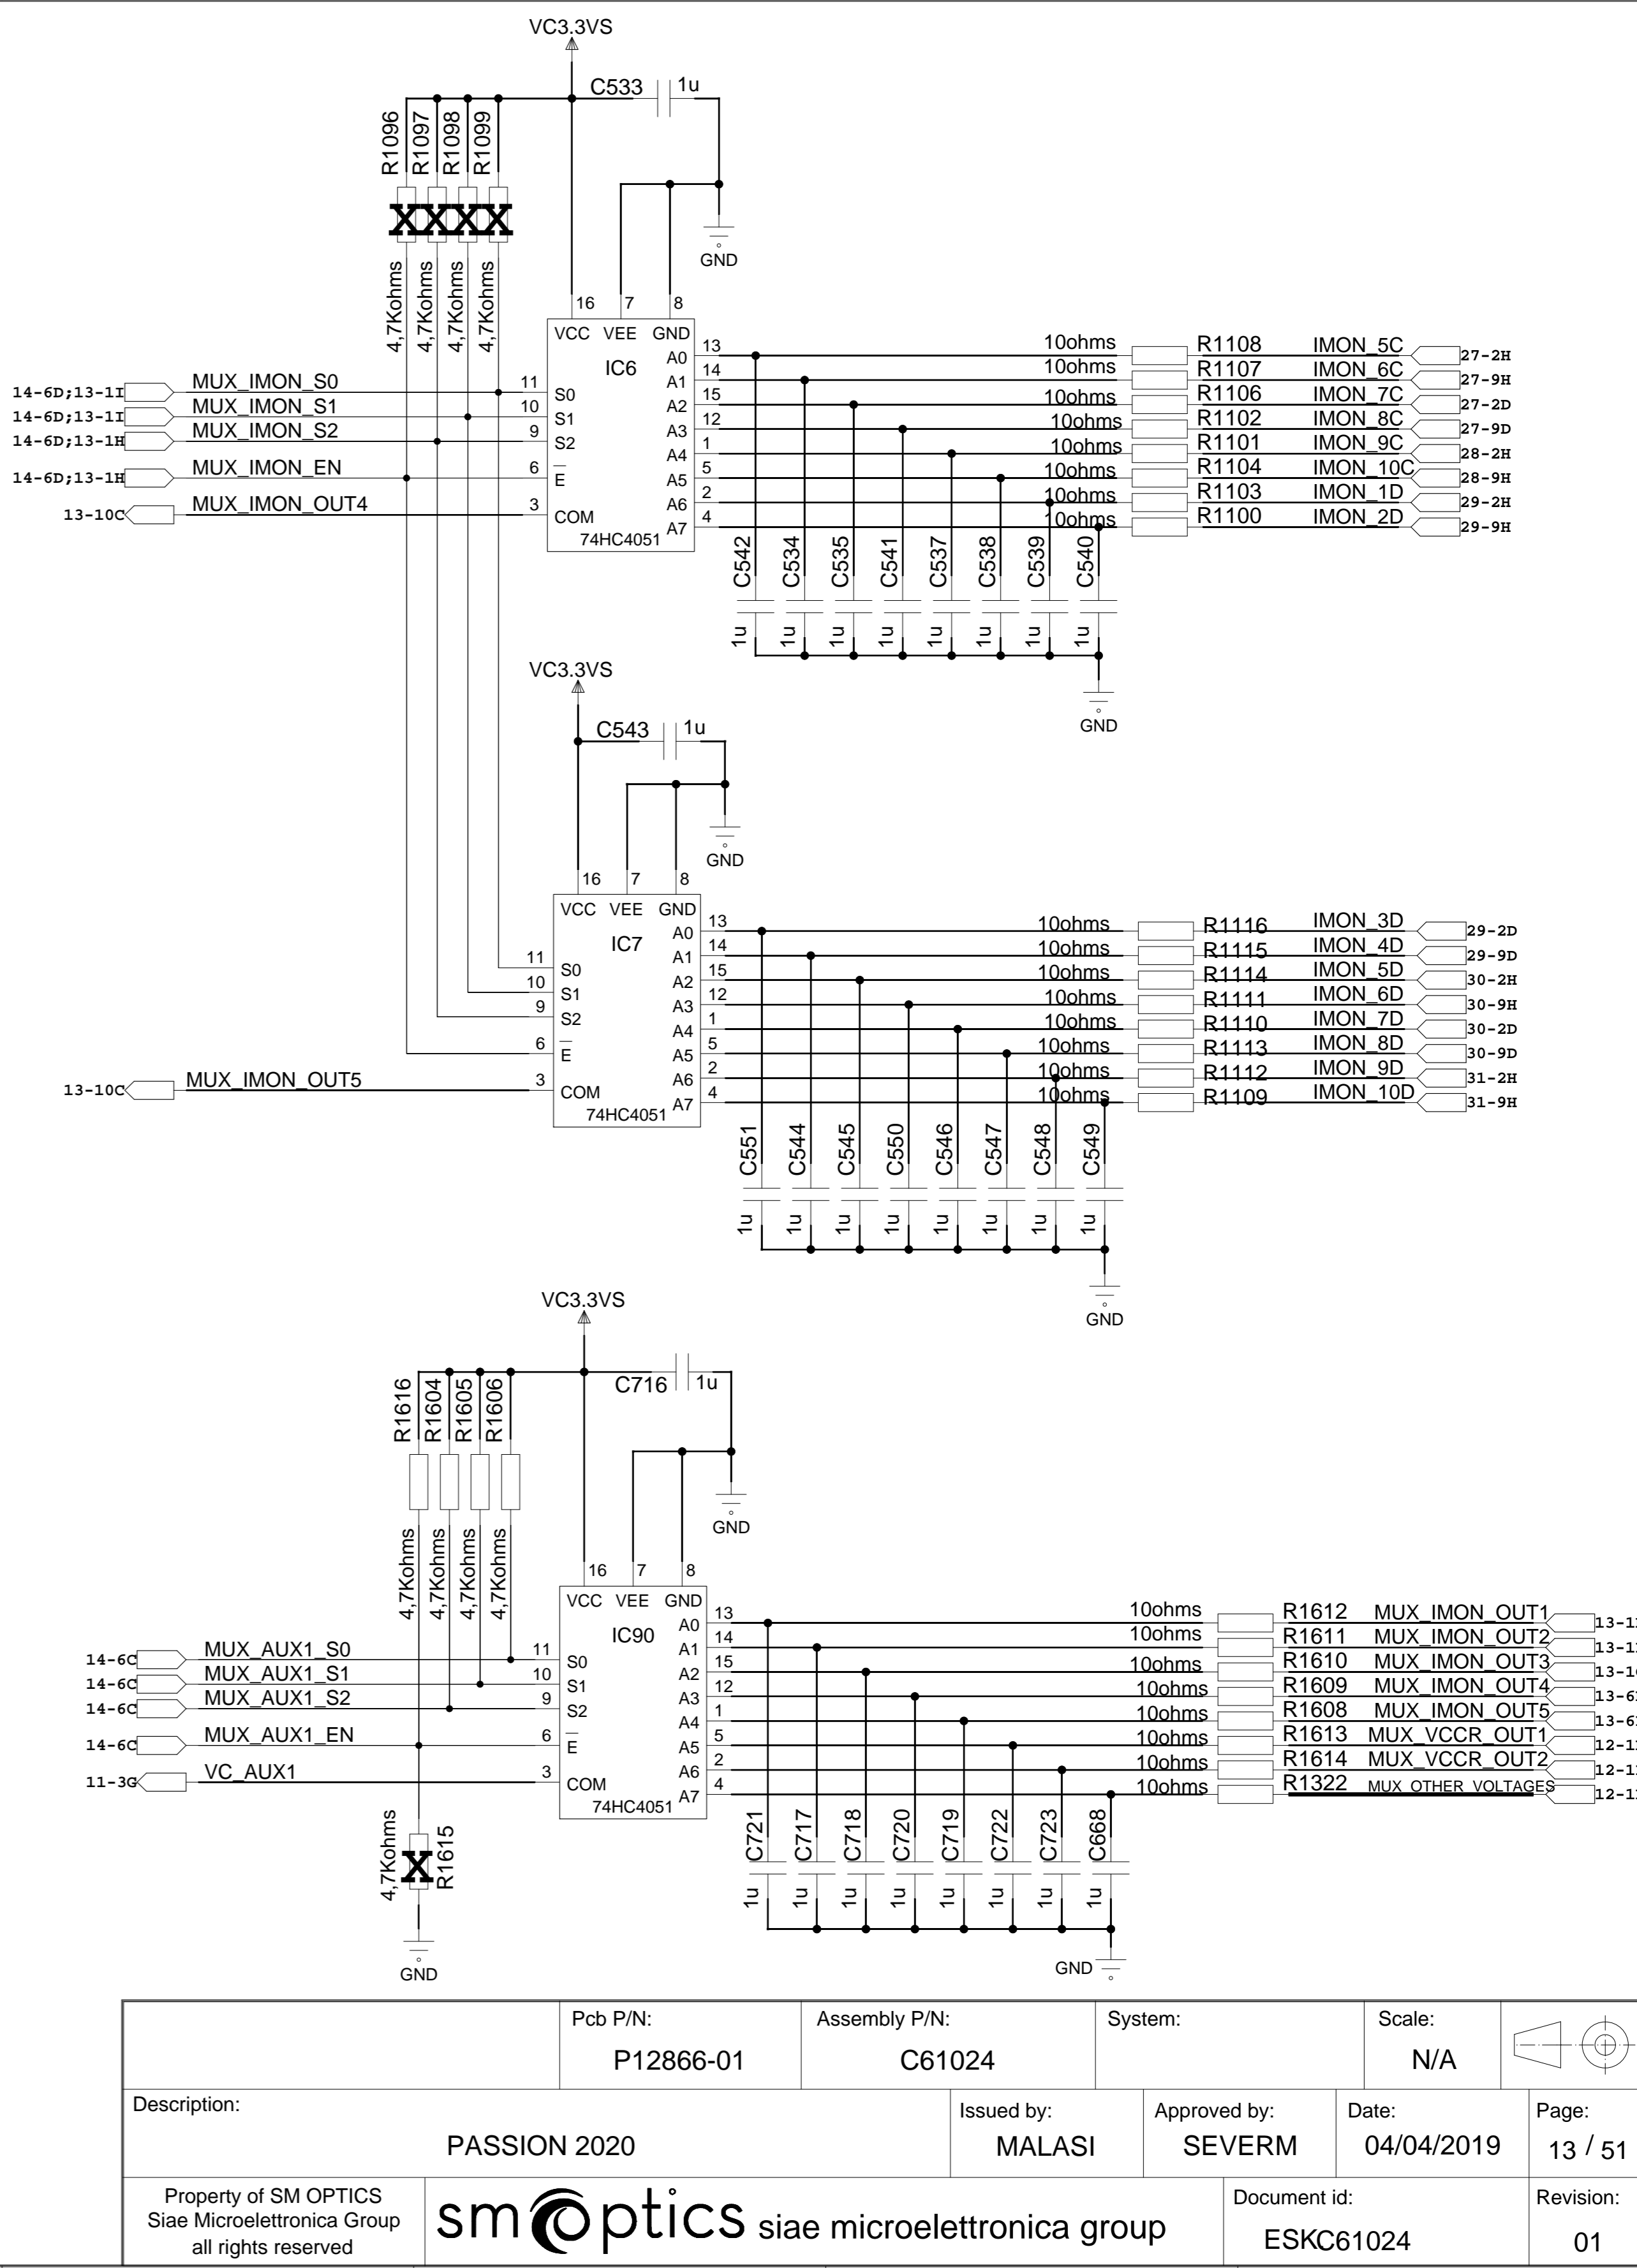 VC3.3VS
C533 1u
R1096 R1097 R1098 R1099
4,7Kohms 4,7Kohms 4,7Kohms 4,7Kohms
GND
16 7 8
VCC VEE GND
IC6
14-6D;13-1I MUX_IMON_S0 11 S0
14-6D;13-1I MUX_IMON_S1 10 S1
14-6D;13-1H MUX_IMON_S2 9 S2
14-6D;13-1H MUX_IMON_EN 6 E
13-10C MUX_IMON_OUT4 3 COM
74HC4051
A0 13 10ohms R1108 IMON_5C 27-2H
A1 14 10ohms R1107 IMON_6C 27-9H
A2 15 10ohms R1106 IMON_7C 27-2D
A3 12 10ohms R1102 IMON_8C 27-9D
A4 1 10ohms R1101 IMON_9C 28-2H
A5 5 10ohms R1104 IMON_10C 28-9H
A6 2 10ohms R1103 IMON_1D 29-2H
A7 4 10ohms R1100 IMON_2D 29-9H
C542 C534 C535 C541 C537 C538 C539 C540
1u 1u 1u 1u 1u 1u 1u 1u
GND
VC3.3VS
C543 1u
GND
16 7 8
VCC VEE GND
IC7
11 S0
10 S1
9 S2
6 E
13-10C MUX_IMON_OUT5 3 COM
74HC4051
A0 13 10ohms R1116 IMON_3D 29-2D
A1 14 10ohms R1115 IMON_4D 29-9D
A2 15 10ohms R1114 IMON_5D 30-2H
A3 12 10ohms R1111 IMON_6D 30-9H
A4 1 10ohms R1110 IMON_7D 30-2D
A5 5 10ohms R1113 IMON_8D 30-9D
A6 2 10ohms R1112 IMON_9D 31-2H
A7 4 10ohms R1109 IMON_10D 31-9H
C551 C544 C545 C550 C546 C547 C548 C549
1u 1u 1u 1u 1u 1u 1u 1u
GND
VC3.3VS
C716 1u
R1616 R1604 R1605 R1606
4,7Kohms 4,7Kohms 4,7Kohms 4,7Kohms
GND
16 7 8
VCC VEE GND
IC90
14-6C MUX_AUX1_S0 11 S0
14-6C MUX_AUX1_S1 10 S1
14-6C MUX_AUX1_S2 9 S2
14-6C MUX_AUX1_EN 6 E
11-3G VC_AUX1 3 COM
74HC4051
A0 13 10ohms R1612 MUX_IMON_OUT1
A1 14 10ohms R1611 MUX_IMON_OUT2
A2 15 10ohms R1610 MUX_IMON_OUT3
A3 12 10ohms R1609 MUX_IMON_OUT4
A4 1 10ohms R1608 MUX_IMON_OUT5
A5 5 10ohms R1613 MUX_VCCR_OUT1
A6 2 10ohms R1614 MUX_VCCR_OUT2
A7 4 10ohms R1322 MUX_OTHER_VOLTAGES
C721 C717 C718 C720 C719 C722 C723 C668
1u 1u 1u 1u 1u 1u 1u 1u
4,7Kohms R1615
GND
GND
Pcb P/N: Assembly P/N: System: Scale:
P12866-01 C61024 N/A
Description: Issued by: Approved by: Date: Page:
PASSION 2020 MALASI SEVERM 04/04/2019 13 / 51
Property of SM OPTICS
Siae Microelettronica Group
all rights reserved
smoptics siae microelettronica group
Document id: Revision:
ESKC61024 01